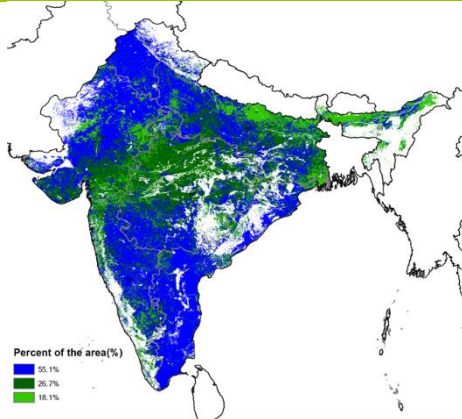 Percent of the area(%)
55.1%
26.7%
18.1%